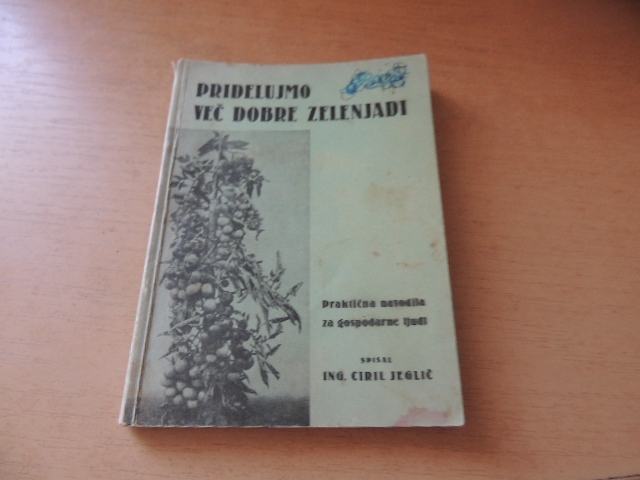 PRIDELUJMO
VEČ DOBRE ZELENJADI
Praktična navodila
za gospodarne ljudi
SPISAL
ING. CIRIL JEGLIČ